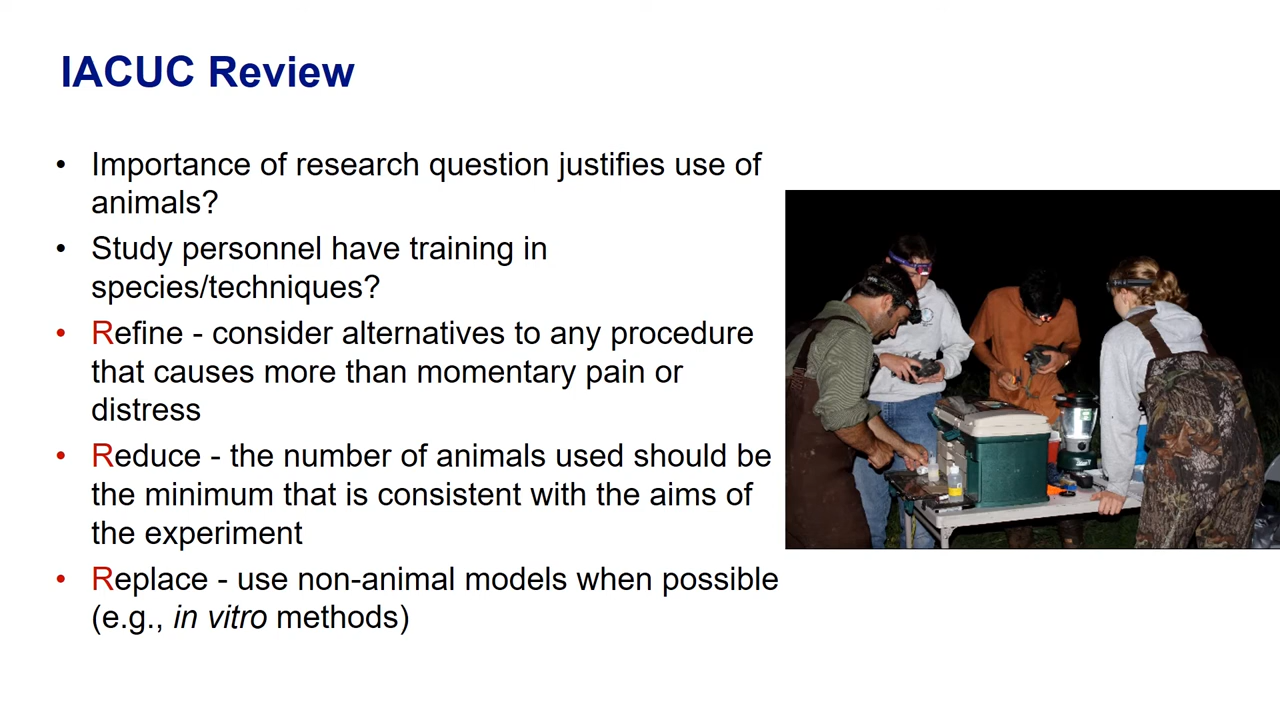 IACUC Review
• Importance of research question justifies use of
animals?
• Study personnel have training in
species/techniques?
• Refine - consider alternatives to any procedure
that causes more than momentary pain or
distress
• Reduce - the number of animals used should be
the minimum that is consistent with the aims of
the experiment
• Replace - use non-animal models when possible
(e.g., in vitro methods)